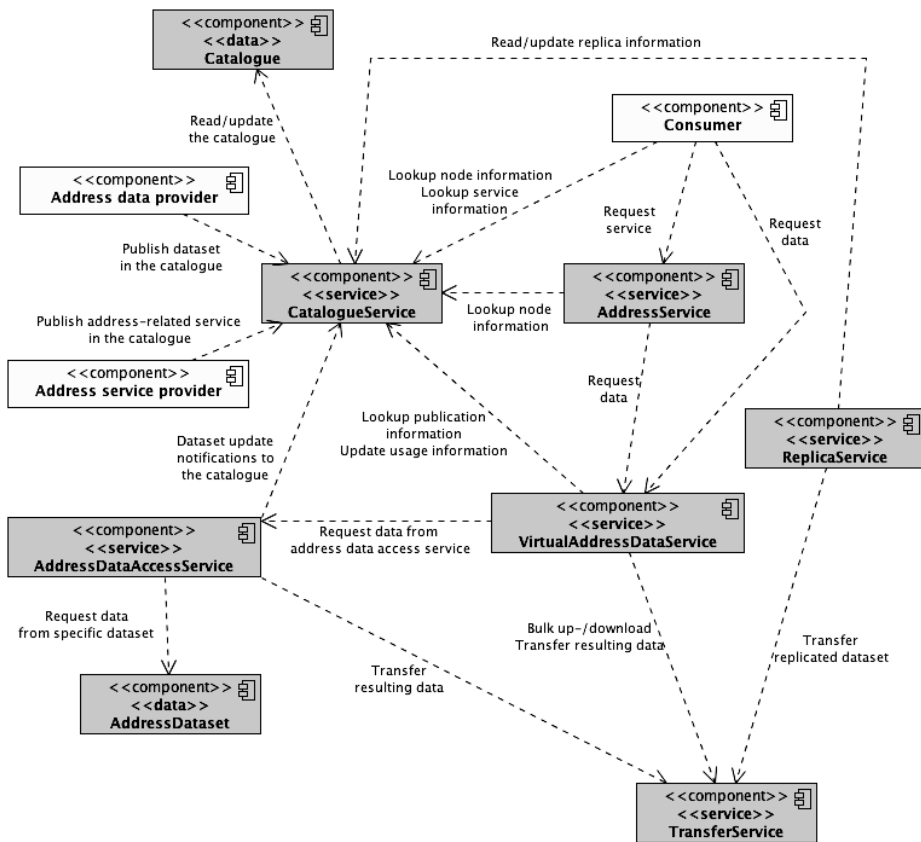 <<component>>
<<data>>
Catalogue
Read/update replica information
<<component>>
Consumer
Read/update
the catalogue
<<component>>
Address data provider
Lookup node information
Lookup service
information
Request
service
Request
data
Publish dataset
in the catalogue
<<component>>
<<service>>
CatalogueService
<<component>>
<<service>>
AddressService
Lookup node
information
Publish address-related service
in the catalogue
<<component>>
Address service provider
Request
data
Lookup publication
information
Update usage information
<<component>>
<<service>>
ReplicaService
Dataset update
notifications to
the catalogue
<<component>>
<<service>>
VirtualAddressDataService
<<component>>
<<service>>
AddressDataAccessService
Request data from
address data access service
Request data
from specific dataset
Bulk up-/download
Transfer resulting data
Transfer
replicated dataset
Transfer
resulting data
<<component>>
<<data>>
AddressDataset
<<component>>
<<service>>
TransferService